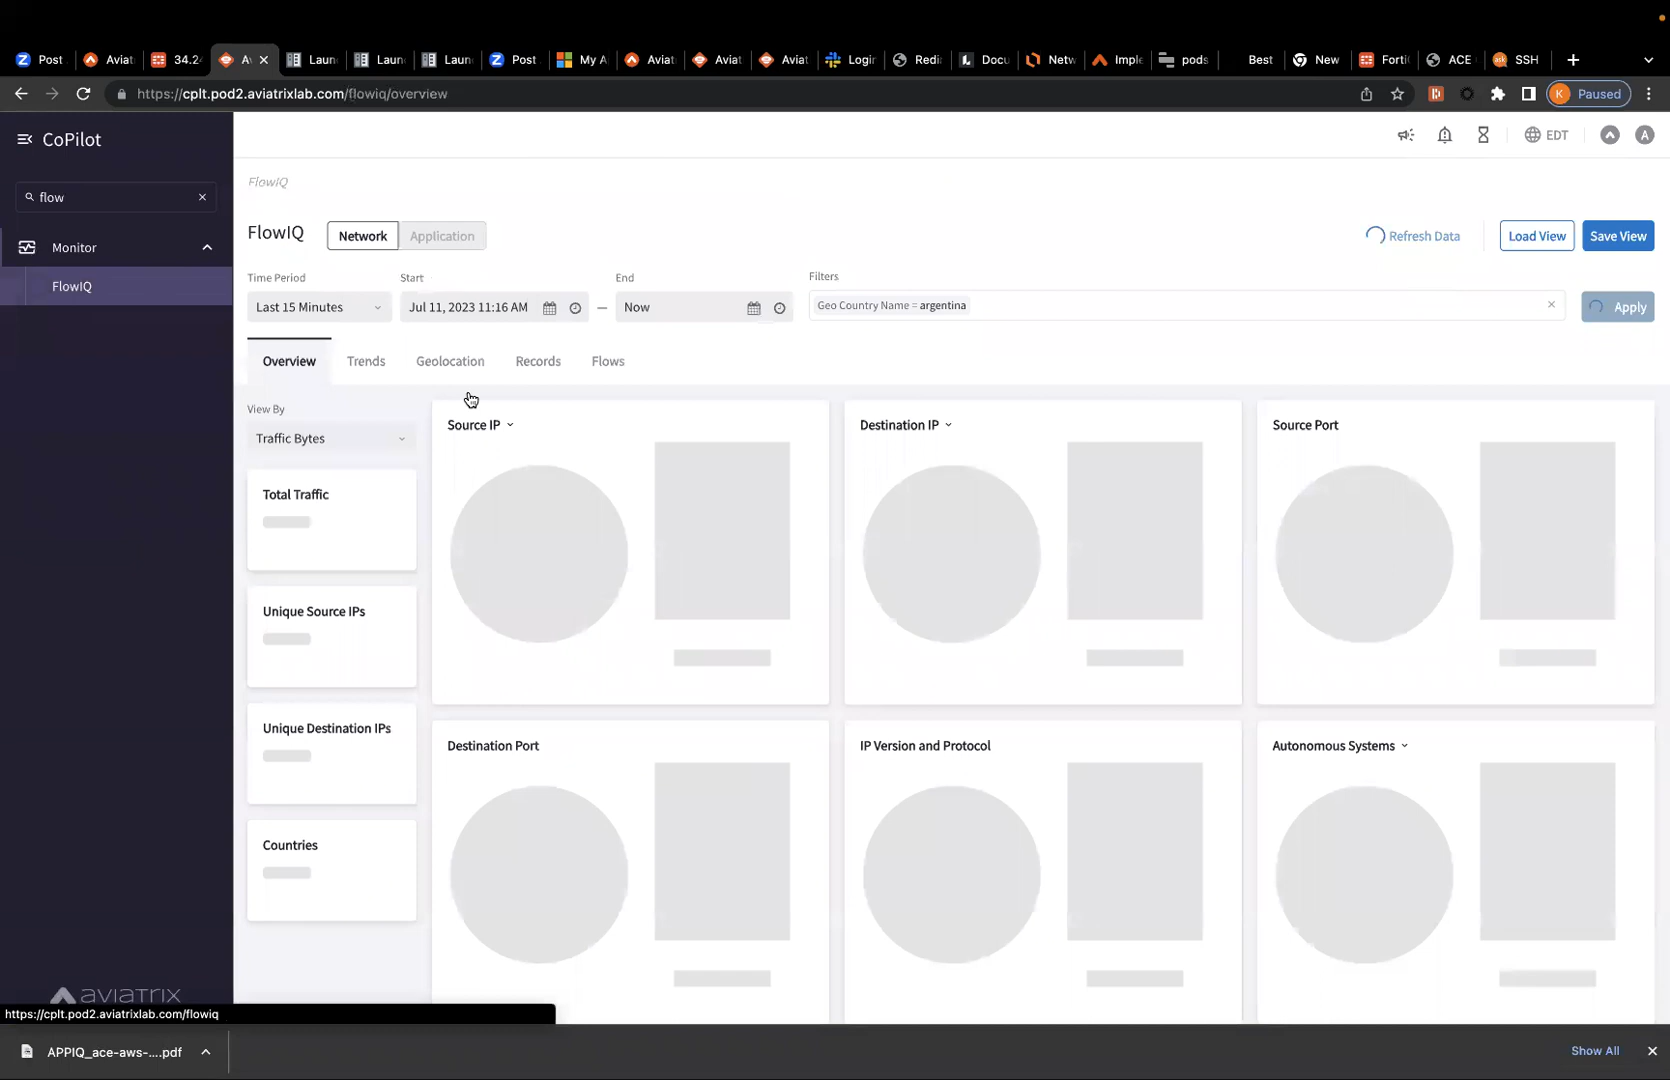 Post
Aviat
34.24
A
Laun
Laun
Laun
Post
My A
Aviat
Aviat
Aviat
Login
Redi
Docu
Netw
Imple
pods
Best
New
Forti
ACE
SSH
https://cplt.pod2.aviatrixlab.com/flowiq/overview
K
Paused
CoPilot
EDT
A
flow
FlowIQ
Monitor
FlowIQ
FlowIQ
Network
Application
Refresh Data
Load View
Save View
Time Period
Start
End
Filters
Last 15 Minutes
Jul 11, 2023 11:16 AM
Now
Geo Country Name = argentina
Apply
Overview
Trends
Geolocation
Records
Flows
View By
Traffic Bytes
Total Traffic
Unique Source IPs
Unique Destination IPs
Countries
Source IP
Destination IP
Source Port
Destination Port
IP Version and Protocol
Autonomous Systems
aviatrix
https://cplt.pod2.aviatrixlab.com/flowiq
APPIQ_ace-aws-....pdf
Show All